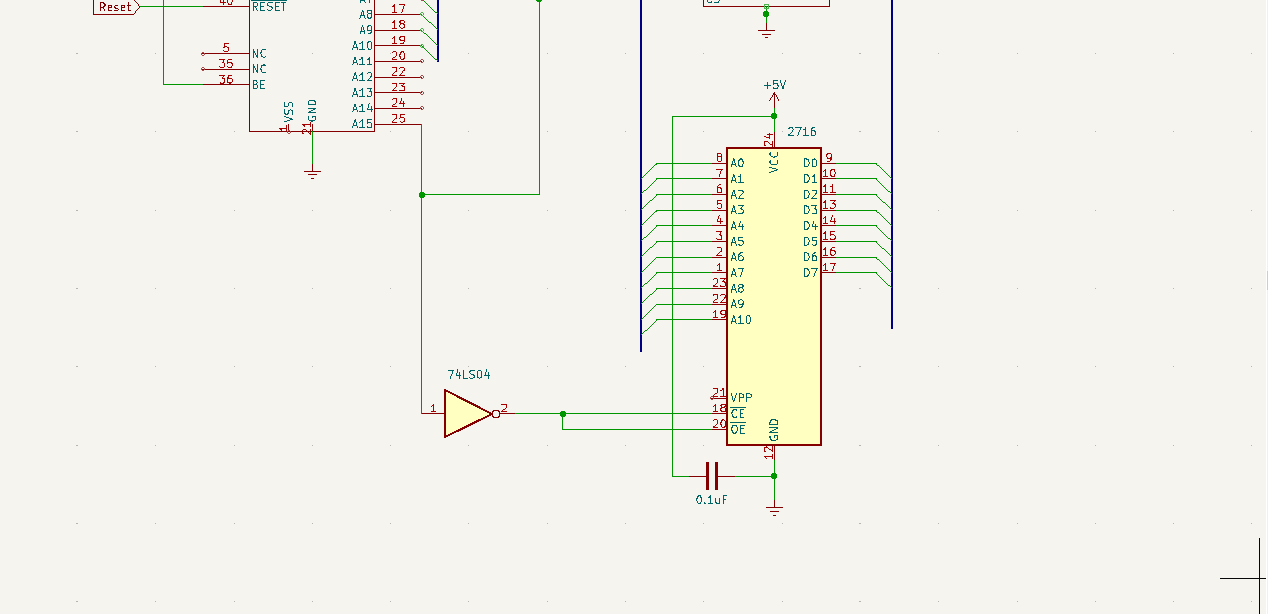 Reset
40
RESET
5
NC
35
NC
36
BE
1
VSS
21
GND
A8
17
A9
18
A10
19
A11
20
A12
22
A13
23
A14
24
A15
25
+5V
2716
24
VCC
8 A0
7 A1
6 A2
5 A3
4 A4
3 A5
2 A6
1 A7
23 A8
22 A9
19 A10
D0 9
D1 10
D2 11
D3 13
D4 14
D5 15
D6 16
D7 17
21 VPP
18 CE
20 OE
GND
12
74LS04
1
2
0.1uF